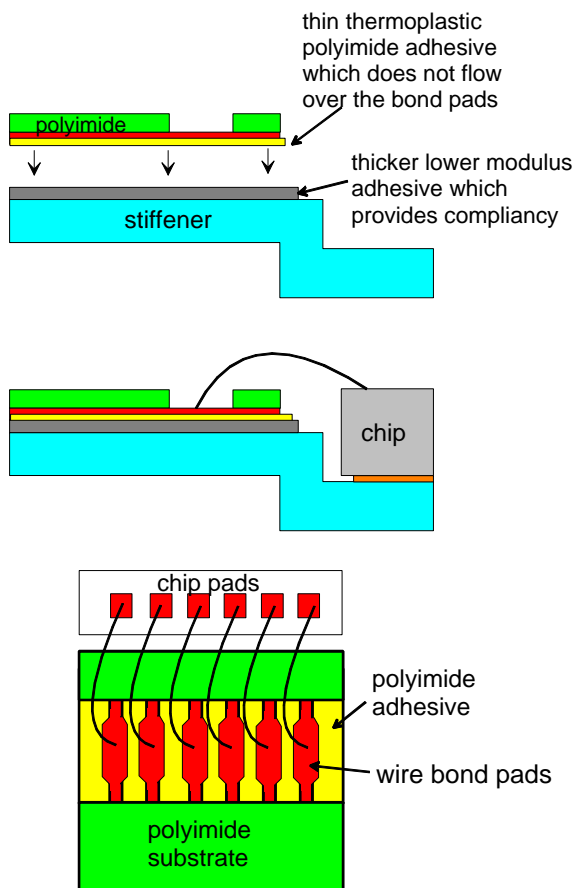 thin thermoplastic
polyimide adhesive
which does not flow
over the bond pads
polyimide
thicker lower modulus
adhesive which
provides compliancy
stiffener
chip
chip pads
polyimide
adhesive
wire bond pads
polyimide
substrate